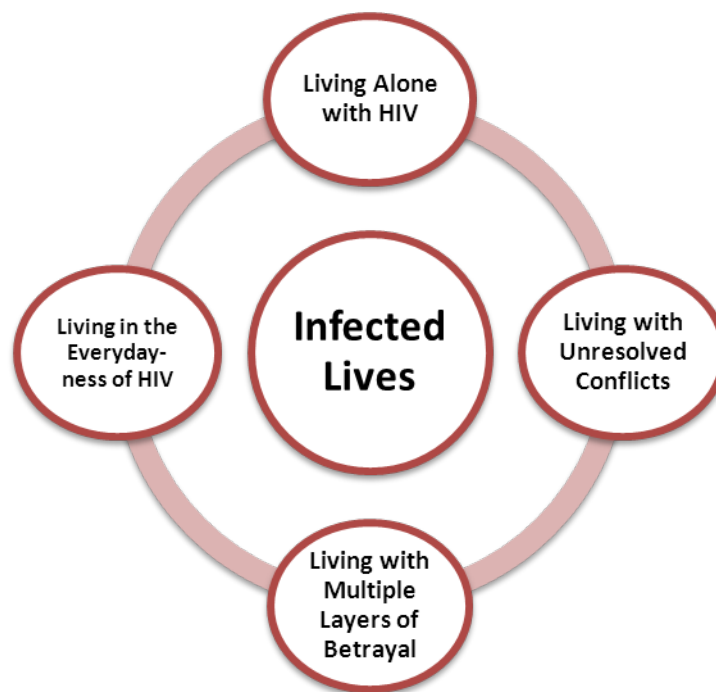 Living Alone
with HIV
Living in the
Everyday-
ness of HIV
Infected
Lives
Living with
Unresolved
Conflicts
Living with
Multiple
Layers of
Betrayal